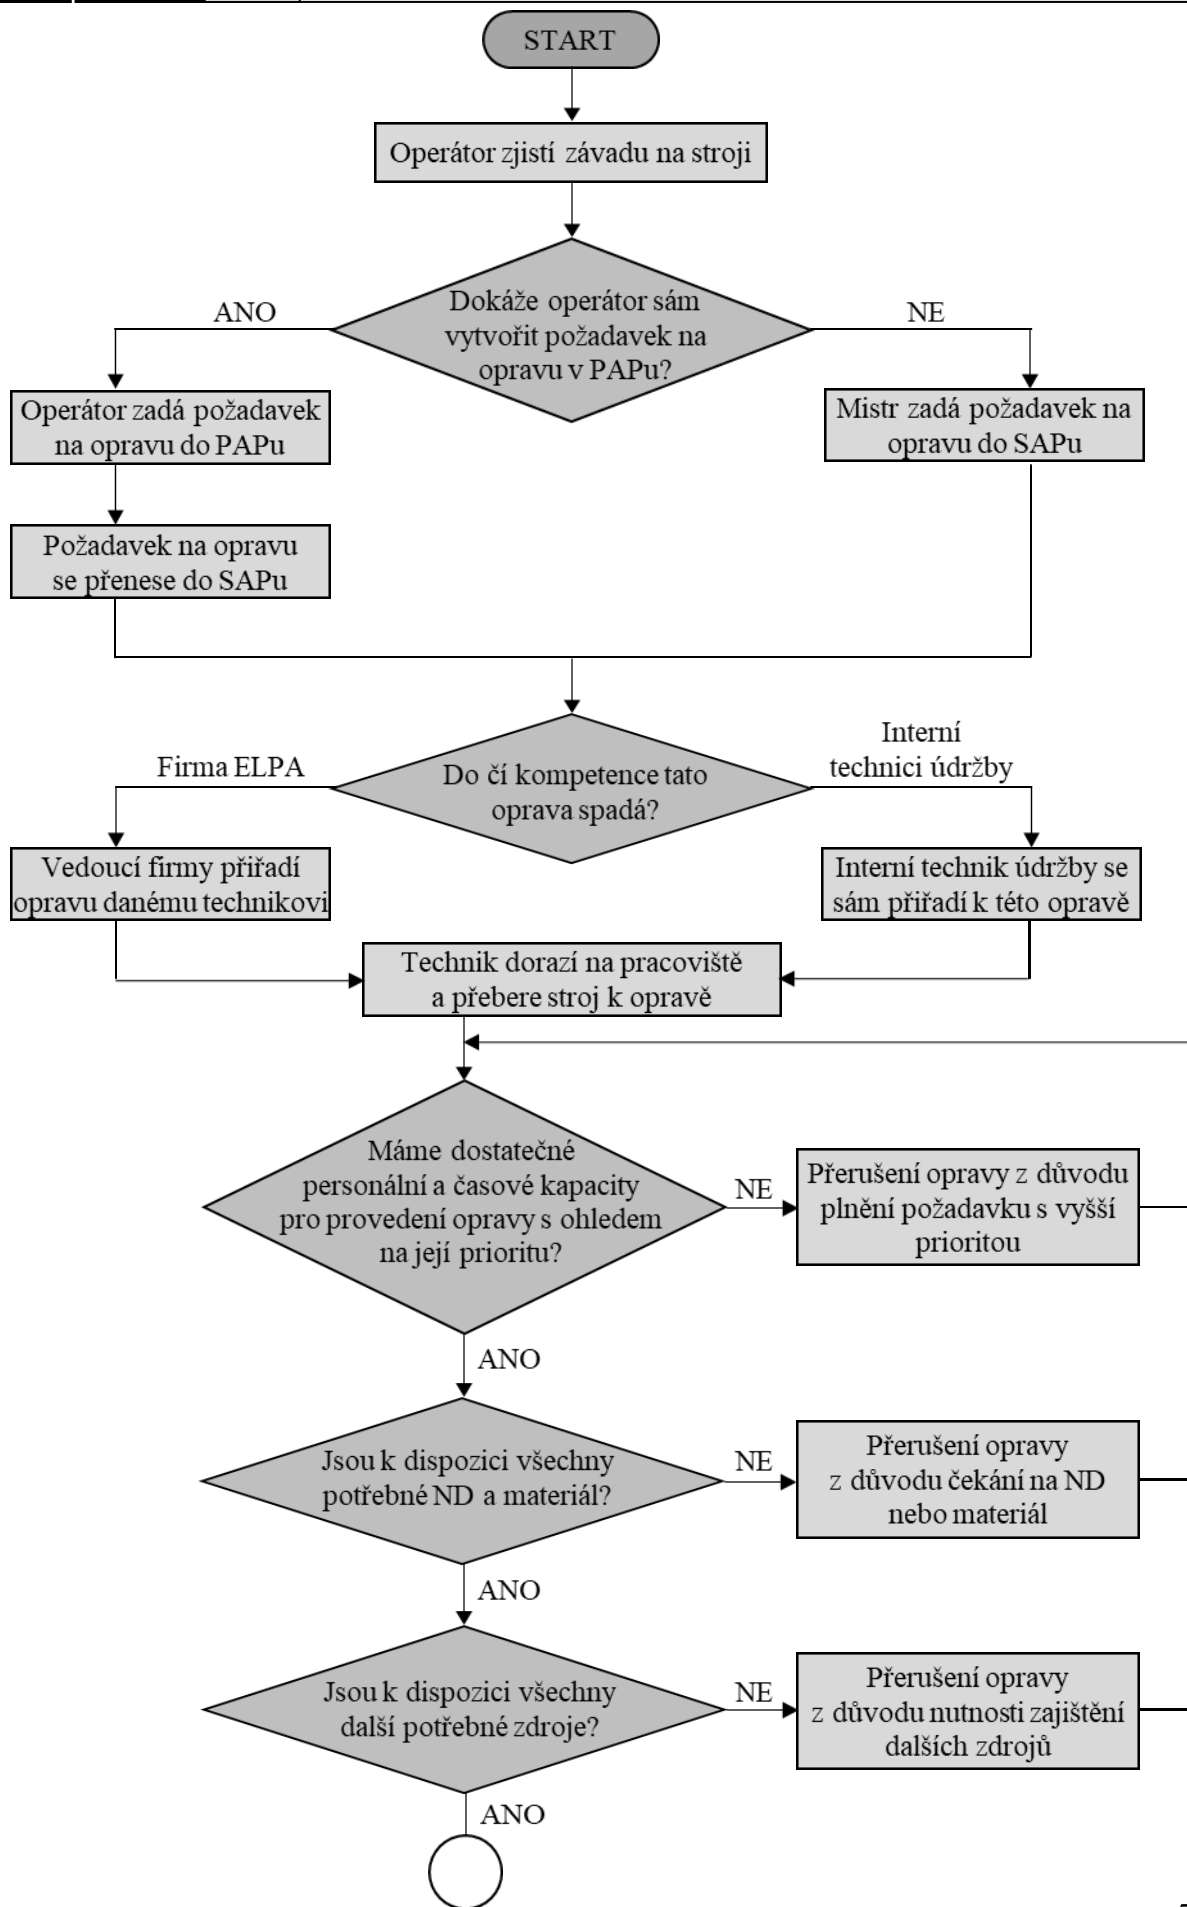 START
Operátor zjistí závadu na stroji
Dokáže operátor sám
vytvořit požadavek na
opravu v PAPu?
ANO
NE
Operátor zadá požadavek
na opravu do PAPu
Mistr zadá požadavek na
opravu do SAPu
Požadavek na opravu
se přenese do SAPu
Do čí kompetence tato
oprava spadá?
Firma ELPA
Interní
technici údržby
Vedoucí firmy přiřadí
opravu danému technikovi
Interní technik údržby se
sám přiřadí k této opravě
Technik dorazí na pracoviště
a přebere stroj k opravě
Máme dostatečné
personální a časové kapacity
pro provedení opravy s ohledem
na její prioritu?
NE
Přerušení opravy z důvodu
plnění požadavku s vyšší
prioritou
ANO
Jsou k dispozici všechny
potřebné ND a materiál?
NE
Přerušení opravy
z důvodu čekání na ND
nebo materiál
ANO
Jsou k dispozici všechny
další potřebné zdroje?
NE
Přerušení opravy
z důvodu nutnosti zajištění
dalších zdrojů
ANO